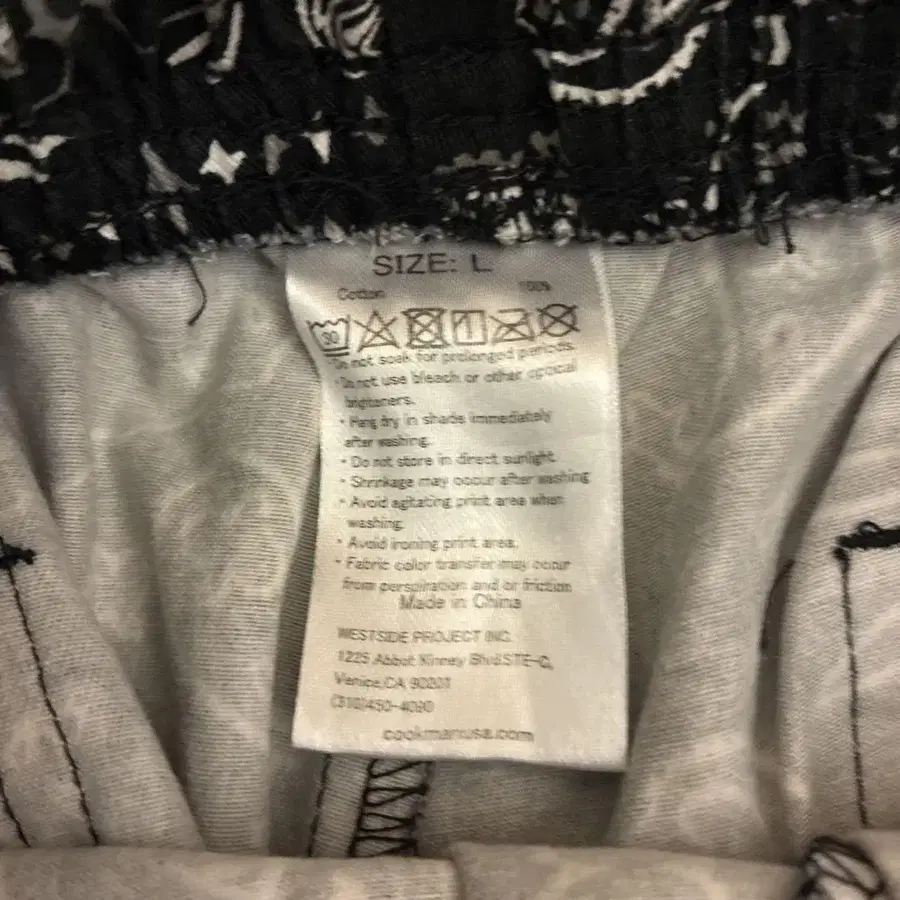 SIZE: L
Cotton 100%
30
Do not soak for prolonged periods.
• Do not use bleach or other optical
brighteners.
• Hang dry in shade immediately
after washing.
• Do not store in direct sunlight
• Shrinkage may occur after washing
• Avoid agitating print area when
washing.
• Avoid ironing print area.
• Fabric color transfer may occur
from perspiration and or friction
Made in China
WESTSIDE PROJECT INC.
1225 Abbot Kinney Blvd.STE-C,
Venice,CA
(310)450-4090
cookmanusa.com